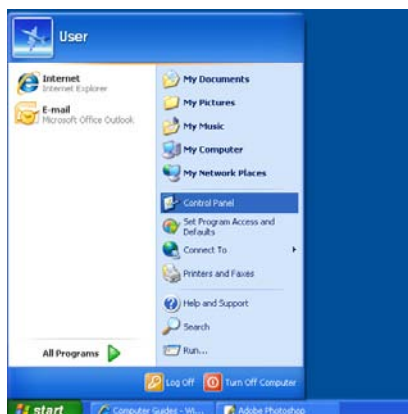 User
Internet
Internet Explorer
E-mail
Microsoft Office Outlook
All Programs
My Documents
My Pictures
My Music
My Computer
My Network Places
Control Panel
Set Program Access and
Defaults
Connect To
Printers and Faxes
Help and Support
Search
Run...
Log Off
Turn Off Computer
start
Computer Guides - Wi...
Adobe Photoshop